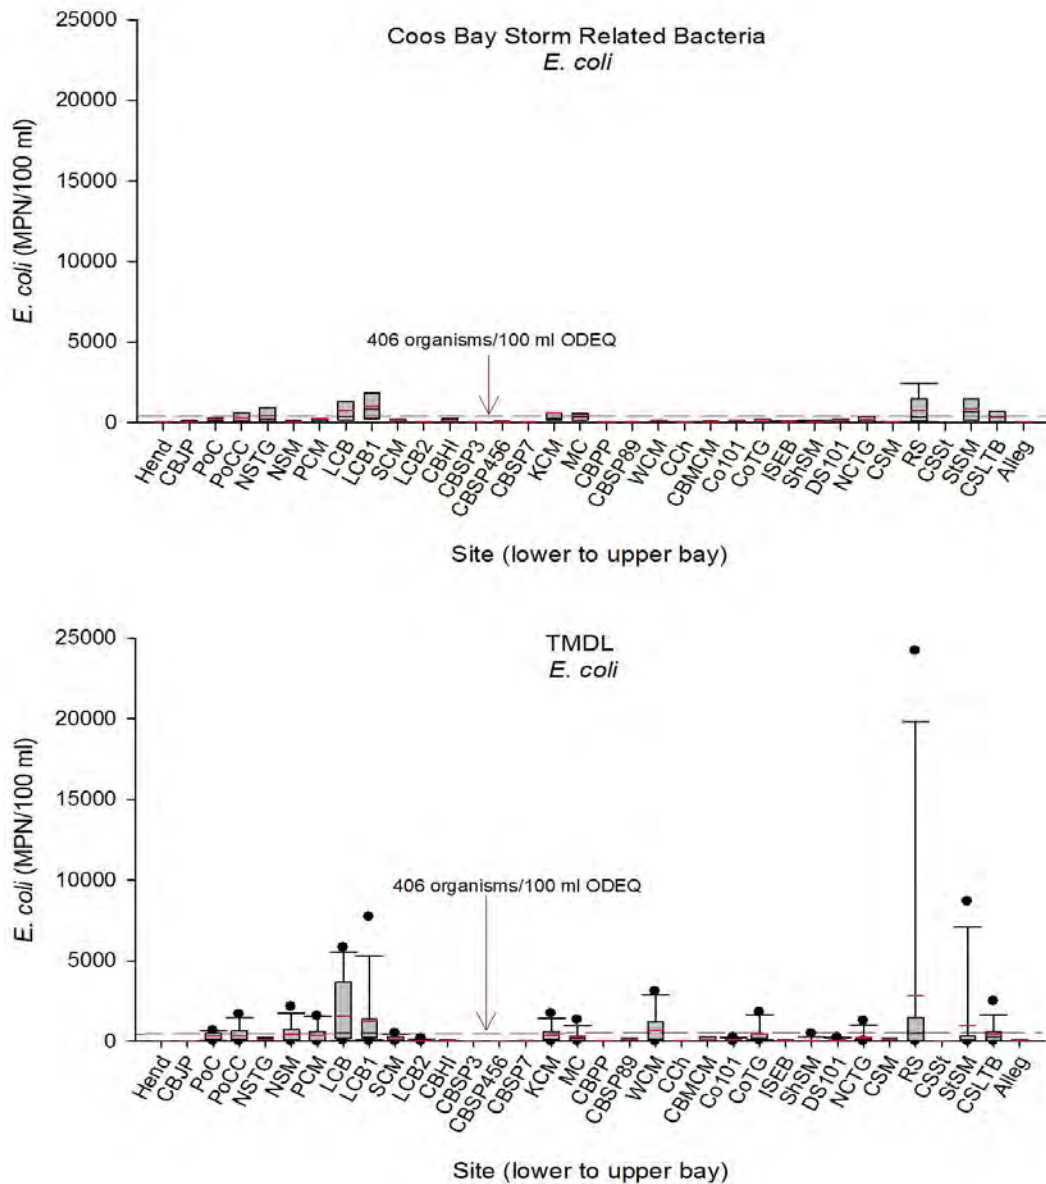 Coos Bay Storm Related Bacteria
E. coli
25000
20000
15000
10000
5000
0
E. coli (MPN/100 ml)
406 organisms/100 ml ODEQ
Hend
CBJP
PoC
PoCC
NSTG
NSM
PCM
LCB
LCB1
SCM
LCB2
LCBHI
CBSP3
CBSP456
CBSP7
KCM
MC
CBPP
CBSP89
WCM
CCh
CBMCM
Co101
CoTG
ISEB
ShSM
DS101
NCTG
CSM
RS
CSSt
StSM
CSLTB
Alleg
Site (lower to upper bay)
TMDL
E. coli
25000
20000
15000
10000
5000
0
E. coli (MPN/100 ml)
406 organisms/100 ml ODEQ
Hend
CBJP
PoC
PoCC
NSTG
NSM
PCM
LCB
LCB1
SCM
LCB2
LCBHI
CBSP3
CBSP456
CBSP7
KCM
MC
CBPP
CBSP89
WCM
CCh
CBMCM
Co101
CoTG
ISEB
ShSM
DS101
NCTG
CSM
RS
CSSt
StSM
CSLTB
Alleg
Site (lower to upper bay)